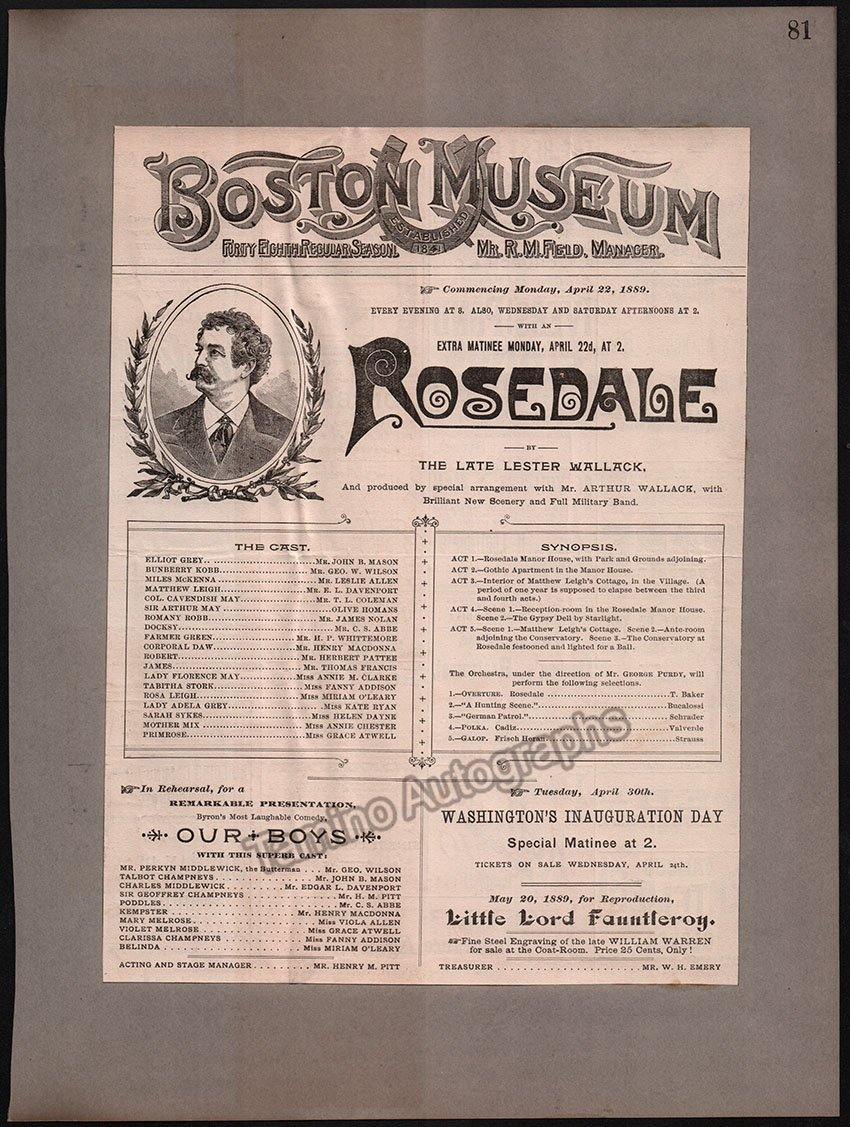 81
BOSTON MUSEUM
ESTABLISHED
1841
FORTY EIGHTH REGULAR SEASON. MR. R. M. FIELD, MANAGER.
Commencing Monday, April 22, 1889.
EVERY EVENING AT 8. ALSO, WEDNESDAY AND SATURDAY AFTERNOONS AT 2.
WITH AN
EXTRA MATINEE MONDAY, APRIL 22d, AT 2.
ROSEDALE
BY
THE LATE LESTER WALLACK,
And produced by special arrangement with Mr. ARTHUR WALLACK, with
Brilliant New Scenery and Full Military Band.
THE CAST.
ELLIOT GREY.. ..........................MR. JOHN B. MASON
BUNBERRY KOBB......................MR. GEO. W. WILSON
MILES McKENNA.........................MR. LESLIE ALLEN
MATTHEW LEIGH........................MR. E. L. DAVENPORT
COL. CAVENDISH MAY..................MR. T. L. COLEMAN
SIR ARTHUR MAY ..........................OLIVE HOMANS
ROMANY ROBB............................MR. JAMES NOLAN
DOCKSY.......................................MR. C. S. ABBE
FARMER GREEN.....................MR. H. P. WHITTEMORE
CORPORAL DAW.....................MR. HENRY MACDONNA
ROBERT................................MR. HERBERT PATTEE
JAMES.................................MR. THOMAS FRANCIS
LADY FLORENCE MAY............MISS ANNIE M. CLARKE
TABITHA STORK......................MISS FANNY ADDISON
ROSA LEIGH..........................MISS MIRIAM O'LEARY
LADY ADELA GREY.....................MISS KATE RYAN
SARAH SYKES..........................MISS HELEN DAYNE
MOTHER MIX .......................MISS ANNIE CHESTER
PRIMROSE............................MISS GRACE ATWELL
SYNOPSIS.
ACT 1.—Rosedale Manor House, with Park and Grounds adjoining.
ACT 2.—Gothic Apartment in the Manor House.
ACT 3.—Interior of Matthew Leigh's Cottage, in the Village. (A
period of one year is supposed to elapse between the third
and fourth acts.)
ACT 4.—Scene 1.—Reception-room in the Rosedale Manor House.
Scene 2.—The Gypsy Dell by Starlight.
ACT 5.—Scene 1.—Matthew Leigh's Cottage. Scene 2.—Ante-room
adjoining the Conservatory. Scene 3.—The Conservatory at
Rosedale festooned and lighted for a Ball.
The Orchestra, under the direction of Mr. GEORGE PURDY, will
perform the following selections.
1.—OVERTURE. Rosedale ..............................T. Baker
2.—"A Hunting Scene"..................................Bucalossi
3.—"German Patrol."....................................Schrader
4.—POLKA. Cadiz........................................Valverde
5.—GALOP. Frisch Heran................................Strauss
In Rehearsal, for a
REMARKABLE PRESENTATION,
Byron's Most Laughable Comedy,
OUR BOYS
WITH THIS SUPERB CAST:
MR. PERKYN MIDDLEWICK, the Butterman . . . MR. GEO. WILSON
TALBOT CHAMPNEYS . . . . . . . . . . . MR. JOHN B. MASON
CHARLES MIDDLEWICK . . . . . . . MR. EDGAR L. DAVENPORT
SIR GEOFFREY CHAMPNEYS . . . . . . . . . MR. H. M. PITT
PODDLES . . . . . . . . . . . . . . . . MR. C. S. ABBE
KEMPSTER . . . . . . . . . . . . . MR. HENRY MACDONNA
MARY MELROSE . . . . . . . . . . . . MISS VIOLA ALLEN
VIOLET MELROSE . . . . . . . . . . . MISS GRACE ATWELL
CLARISSA CHAMPNEYS . . . . . . . . MISS FANNY ADDISON
BELINDA . . . . . . . . . . . . . . MISS MIRIAM O'LEARY
ACTING AND STAGE MANAGER . . . . . . . . . MR. HENRY M. PITT
Tuesday, April 30th.
WASHINGTON'S INAUGURATION DAY
Special Matinee at 2.
TICKETS ON SALE WEDNESDAY, APRIL 24th.
May 20, 1889, for Reproduction,
Little Lord Fauntleroy.
Fine Steel Engraving of the late WILLIAM WARREN
for sale at the Coat-Room. Price 25 Cents, Only!
TREASURER . . . . . . . . . . . . . . . . MR. W. H. EMERY
Tamino Autographs